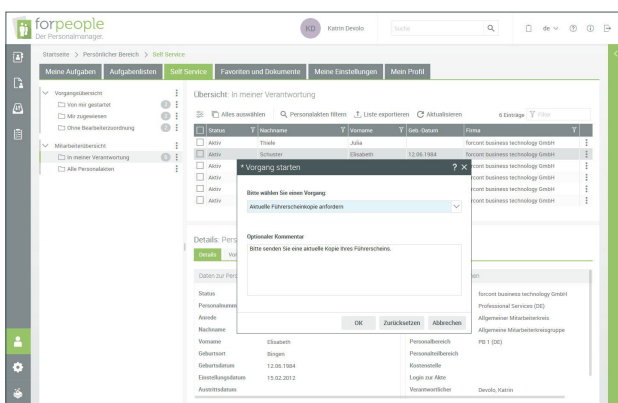 forpeople
Der Personalmanager.
KD Katrin Devolo
Suche
de
Startseite > Persönlicher Bereich > Self Service
Meine Aufgaben Aufgabenlisten Self Service Favoriten und Dokumente Meine Einstellungen Mein Profil
Vorgangsübersicht
Von mir gestartet
Mir zugewiesen
Ohne Bearbeiterzuordnung
Mitarbeiterübersicht
In meiner Verantwortung
Alle Personalakten
Übersicht: In meiner Verantwortung
Alles auswählen Personalakten filtern Liste exportieren Aktualisieren 6 Einträge Filter
Status Nachname Vorname Geb.-Datum Firma
Aktiv Thiele Julia forcont business technology GmbH
Aktiv Schuster Elisabeth 12.06.1984 forcont business technology GmbH
Aktiv forcont business technology GmbH
Aktiv forcont business technology GmbH
Aktiv forcont business technology GmbH
Aktiv forcont business technology GmbH
* Vorgang starten ? ×
Bitte wählen Sie einen Vorgang:
Aktuelle Führerscheinkopie anfordern
Optionaler Kommentar
Bitte senden Sie eine aktuelle Kopie Ihres Führerscheins.
OK Zurücksetzen Abbrechen
Details: Pers
Details Vor
Daten zur Pers
nen
Status forcont business technology GmbH
Personalnumm Professional Services (DE)
Anrede Allgemeiner Mitarbeiterkreis
Nachname Allgemeine Mitarbeiterkreisgruppe
Vorname Elisabeth Personalbereich PB 1 (DE)
Geburtsort Bingen Personalteilbereich
Geburtsdatum 12.06.1984 Kostenstelle
Einstellungsdatum 15.02.2012 Login zur Akte
Austrittsdatum Verantwortlicher Devolo, Katrin